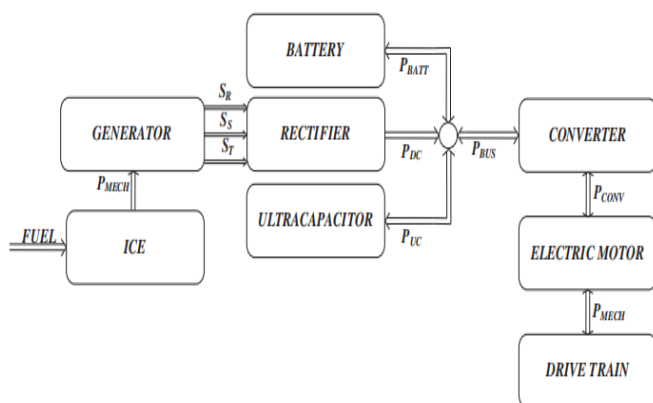 BATTERY
P_BATT
S_R
S_S
S_T
GENERATOR
RECTIFIER
CONVERTER
P_DC
P_BUS
P_MECH
P_CONV
ULTRACAPACITOR
P_UC
FUEL
ICE
ELECTRIC MOTOR
P_MECH
DRIVE TRAIN